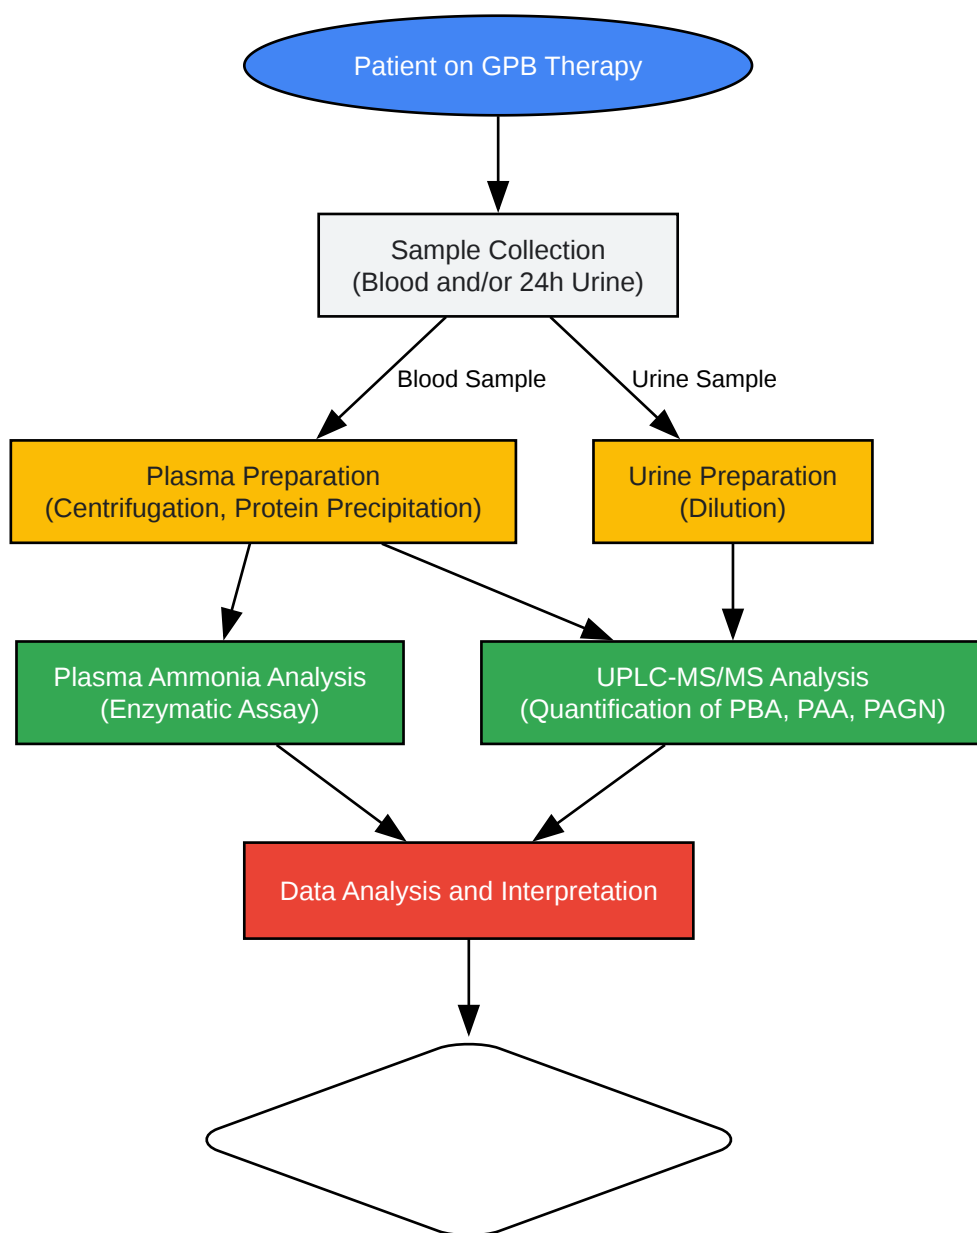 Patient on GPB Therapy
Sample Collection
(Blood and/or 24h Urine)
Blood Sample
Urine Sample
Plasma Preparation
(Centrifugation, Protein Precipitation)
Urine Preparation
(Dilution)
Plasma Ammonia Analysis
(Enzymatic Assay)
UPLC-MS/MS Analysis
(Quantification of PBA, PAA, PAGN)
Data Analysis and Interpretation